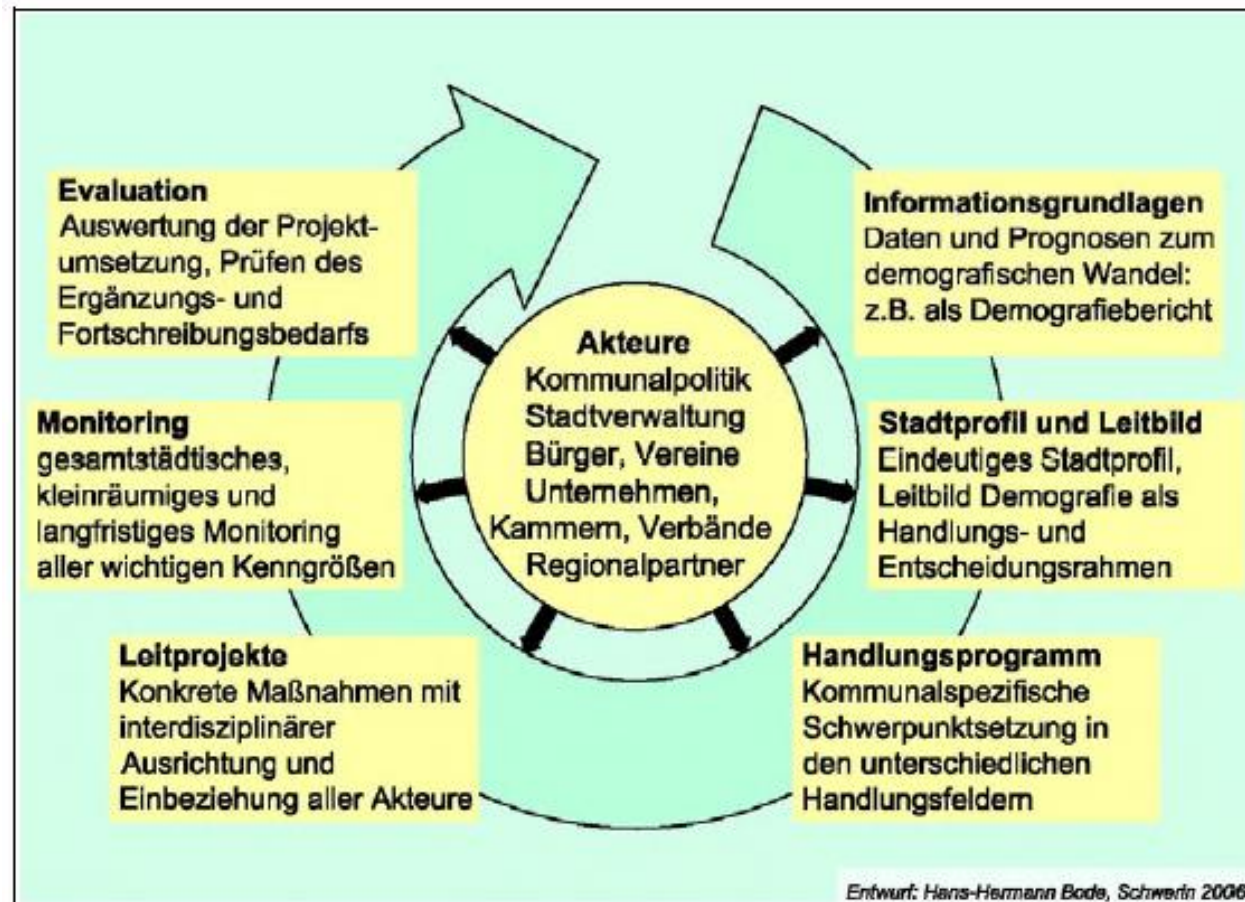 Evaluation
Auswertung der Projekt-
umsetzung, Prüfen des
Ergänzungs- und
Fortschreibungsbedarfs
Monitoring
gesamtstädtisches,
kleinräumiges und
langfristiges Monitoring
aller wichtigen Kenngrößen
Leitprojekte
Konkrete Maßnahmen mit
interdisziplinärer
Ausrichtung und
Einbeziehung aller Akteure
Akteure
Kommunalpolitik
Stadtverwaltung
Bürger, Vereine
Unternehmen,
Kammern, Verbände
Regionalpartner
Informationsgrundlagen
Daten und Prognosen zum
demografischen Wandel:
z.B. als Demografiebericht
Stadtprofil und Leitbild
Eindeutiges Stadtprofil,
Leitbild Demografie als
Handlungs- und
Entscheidungsrahmen
Handlungsprogramm
Kommunalspezifische
Schwerpunktsetzung in
den unterschiedlichen
Handlungsfeldern
Entwurf: Hans-Hermann Bode, Schwerin 2006